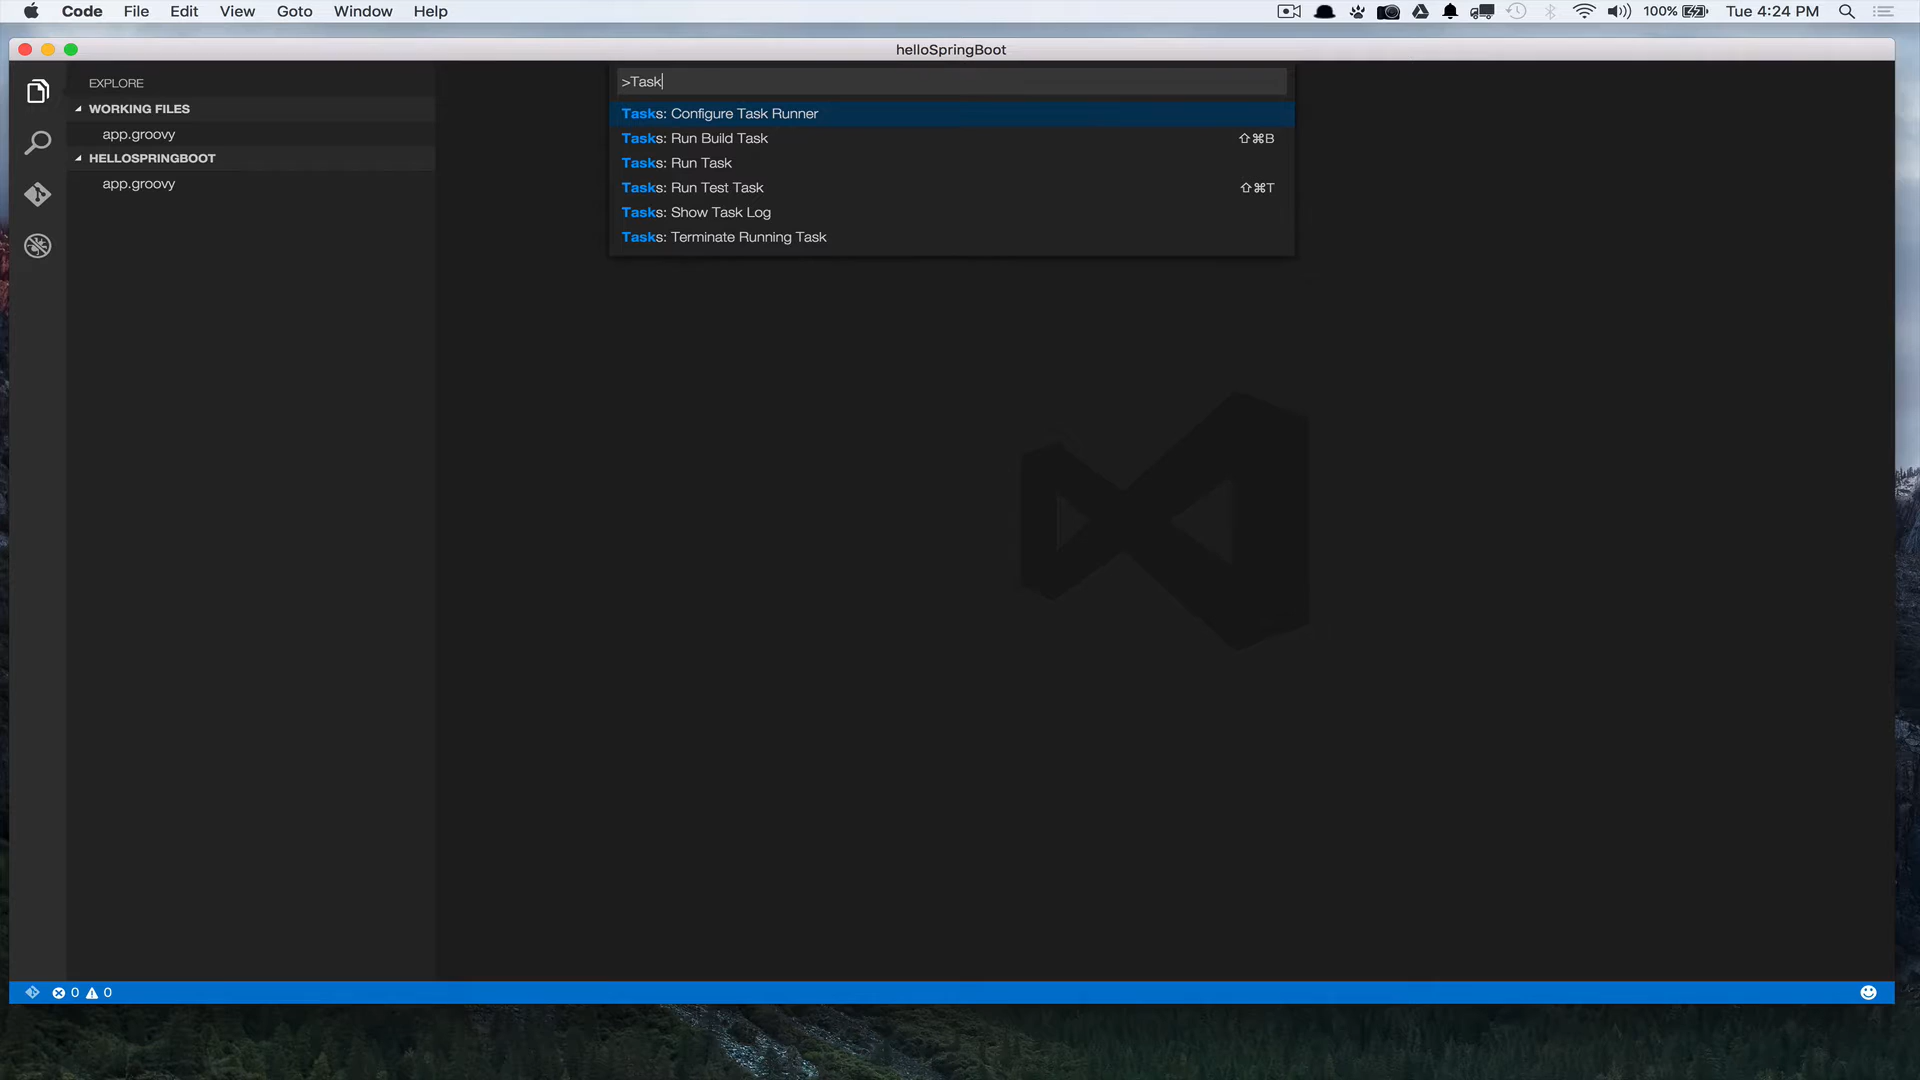 Code File Edit View Goto Window Help 100% Tue 4:24 PM
helloSpringBoot
EXPLORE
WORKING FILES
app.groovy
HELLOSPRINGBOOT
app.groovy
>Task
Tasks: Configure Task Runner
Tasks: Run Build Task ⇧⌘B
Tasks: Run Task
Tasks: Run Test Task ⇧⌘T
Tasks: Show Task Log
Tasks: Terminate Running Task
0 0